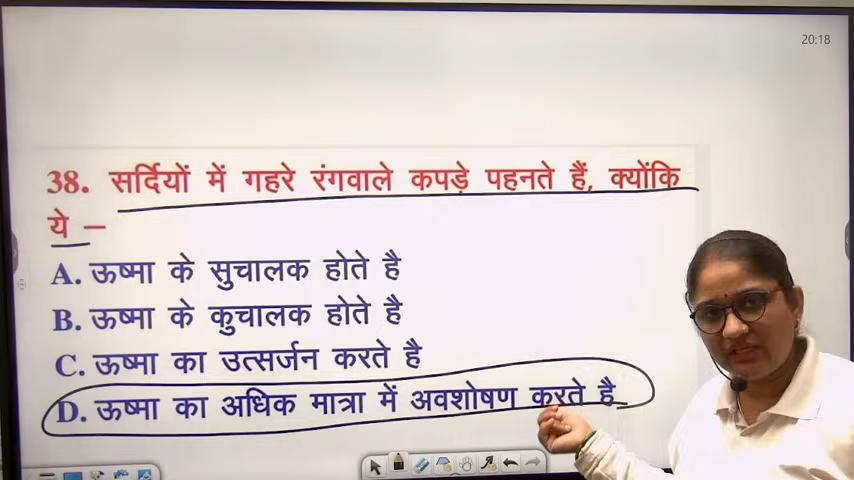 20:18
38. सर्दियों में गहरे रंगवाले कपड़े पहनते हैं, क्योंकि
ये –
A. ऊष्मा के सुचालक होते है
B. ऊष्मा के कुचालक होते है
C. ऊष्मा का उत्सर्जन करते है
D. ऊष्मा का अधिक मात्रा में अवशोषण करते है